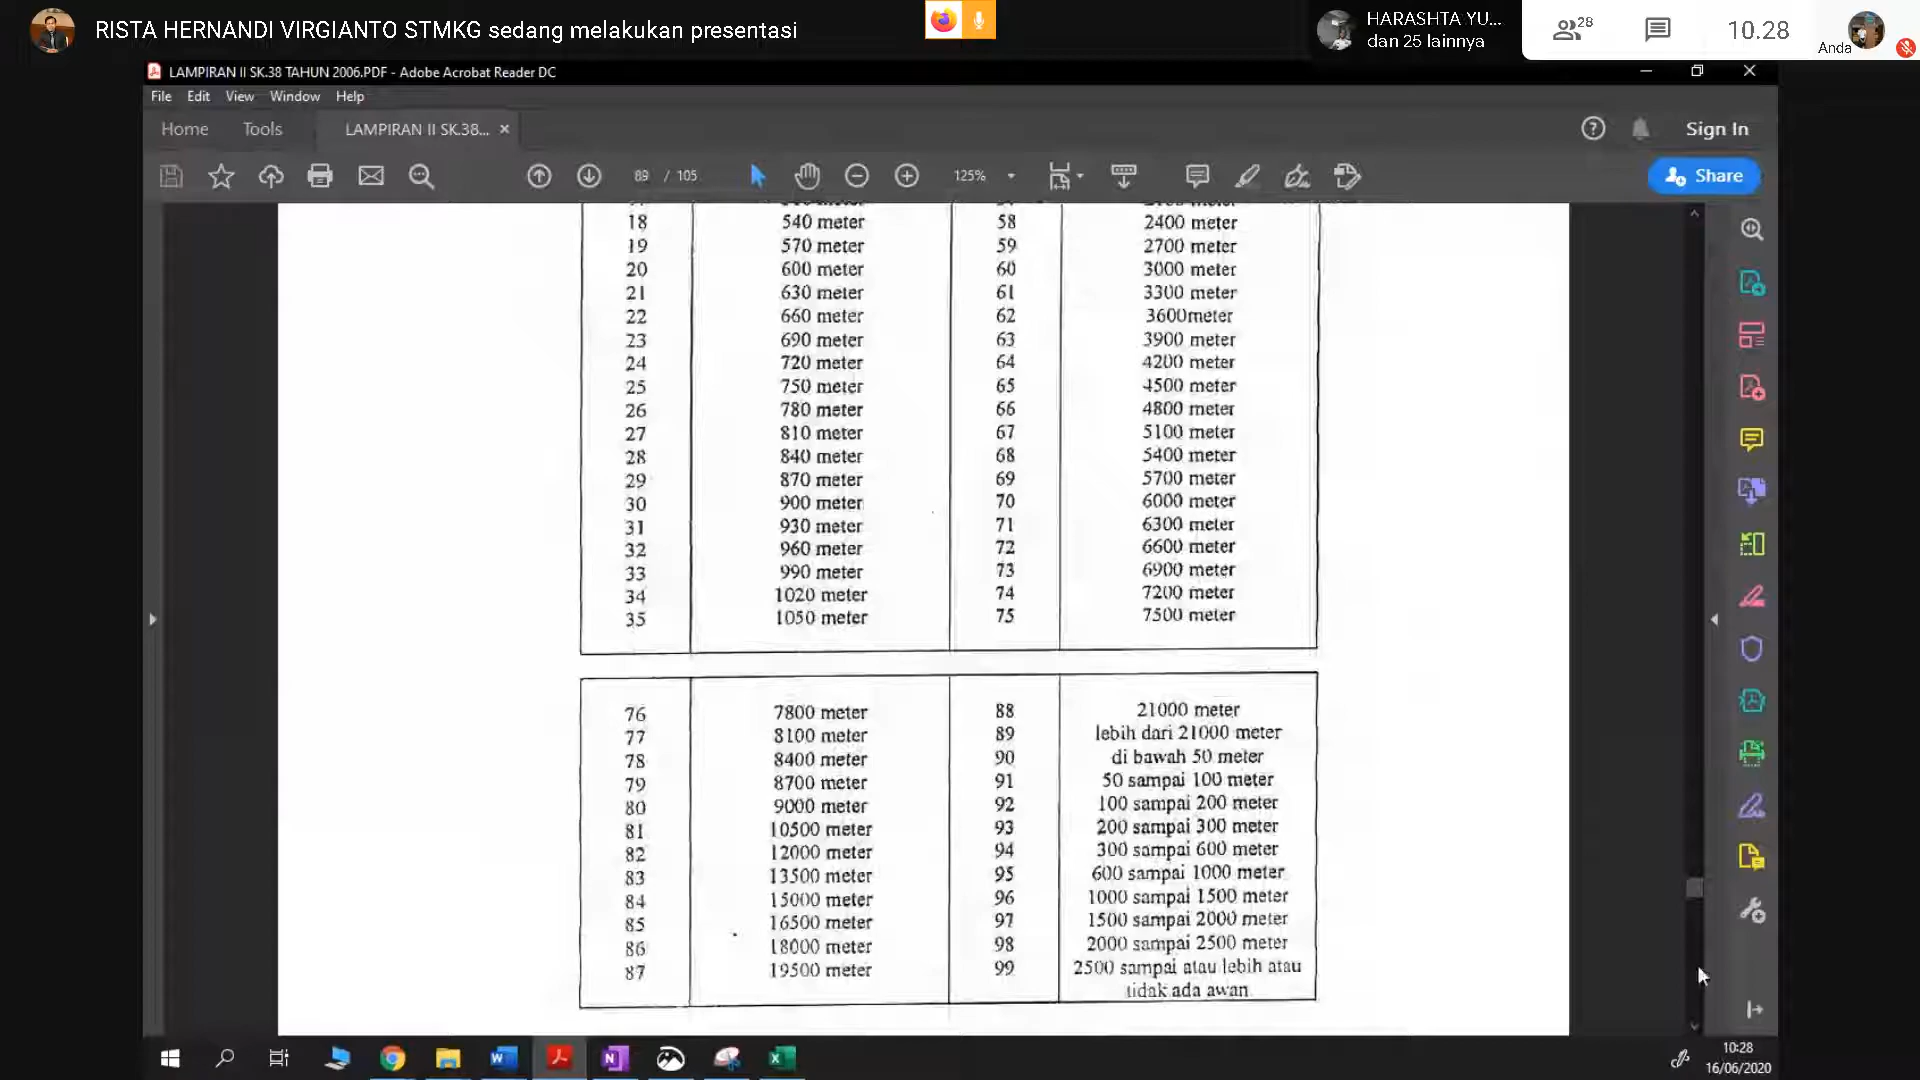 RISTA HERNANDI VIRGIANTO STMKG sedang melakukan presentasi
HARASHTA YU...
dan 25 lainnya
28
10.28
Anda
LAMPIRAN II SK.38 TAHUN 2006.PDF - Adobe Acrobat Reader DC
File Edit View Window Help
Home Tools LAMPIRAN II SK.38... × Sign In
89 / 105 125% Share
18 540 meter 58 2400 meter
19 570 meter 59 2700 meter
20 600 meter 60 3000 meter
21 630 meter 61 3300 meter
22 660 meter 62 3600meter
23 690 meter 63 3900 meter
24 720 meter 64 4200 meter
25 750 meter 65 4500 meter
26 780 meter 66 4800 meter
27 810 meter 67 5100 meter
28 840 meter 68 5400 meter
29 870 meter 69 5700 meter
30 900 meter 70 6000 meter
31 930 meter 71 6300 meter
32 960 meter 72 6600 meter
33 990 meter 73 6900 meter
34 1020 meter 74 7200 meter
35 1050 meter 75 7500 meter
76 7800 meter 88 21000 meter
77 8100 meter 89 lebih dari 21000 meter
78 8400 meter 90 di bawah 50 meter
79 8700 meter 91 50 sampai 100 meter
80 9000 meter 92 100 sampai 200 meter
81 10500 meter 93 200 sampai 300 meter
82 12000 meter 94 300 sampai 600 meter
83 13500 meter 95 600 sampai 1000 meter
84 15000 meter 96 1000 sampai 1500 meter
85 16500 meter 97 1500 sampai 2000 meter
86 18000 meter 98 2000 sampai 2500 meter
87 19500 meter 99 2500 sampai atau lebih atau
tidak ada awan
10:28
16/06/2020